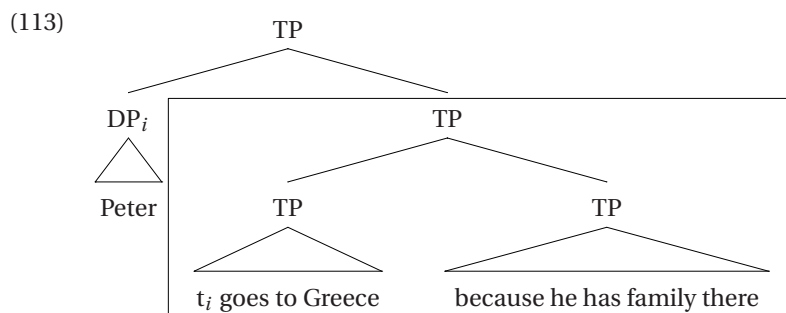 (113)
TP
DP_i TP
Peter TP TP
t_i goes to Greece because he has family there